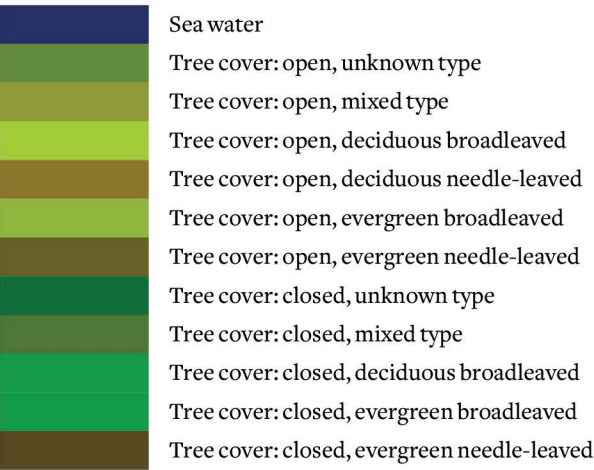 Sea water
Tree cover: open, unknown type
Tree cover: open, mixed type
Tree cover: open, deciduous broadleaved
Tree cover: open, deciduous needle-leaved
Tree cover: open, evergreen broadleaved
Tree cover: open, evergreen needle-leaved
Tree cover: closed, unknown type
Tree cover: closed, mixed type
Tree cover: closed, deciduous broadleaved
Tree cover: closed, evergreen broadleaved
Tree cover: closed, evergreen needle-leaved